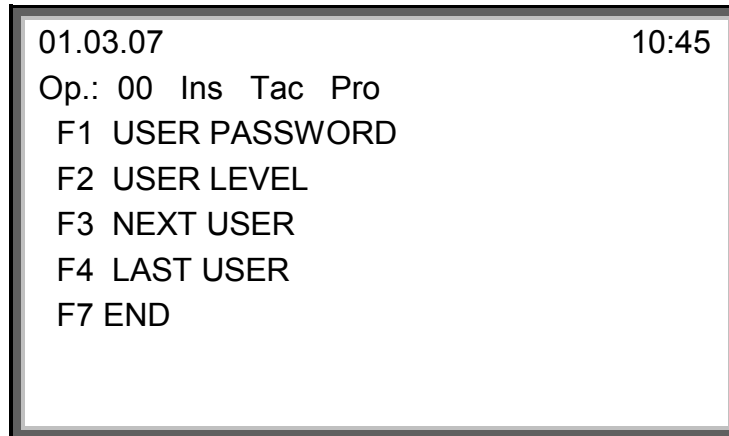 01.03.07 10:45
Op.: 00 Ins Tac Pro
F1 USER PASSWORD
F2 USER LEVEL
F3 NEXT USER
F4 LAST USER
F7 END